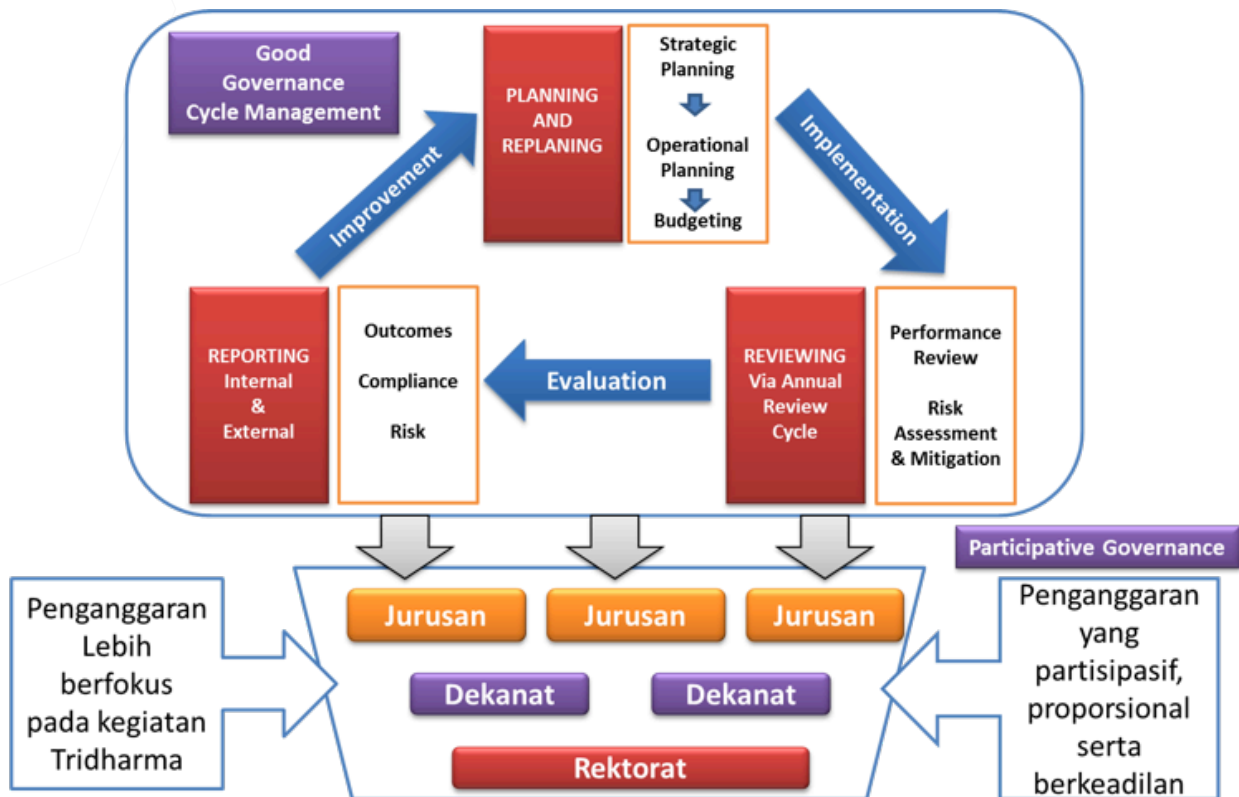 Good
Governance
Cycle Management
PLANNING
AND
REPLANING
Strategic
Planning
Operational
Planning
Budgeting
Improvement
Implementation
REPORTING
Internal
&
External
Outcomes
Compliance
Risk
Evaluation
REVIEWING
Via Annual
Review
Cycle
Performance
Review
Risk
Assessment
& Mitigation
Participative Governance
Penganggaran
Lebih
berfokus
pada kegiatan
Tridharma
Jurusan
Jurusan
Jurusan
Dekanat
Dekanat
Rektorat
Penganggaran
yang
partisipasif,
proporsional
serta
berkeadilan